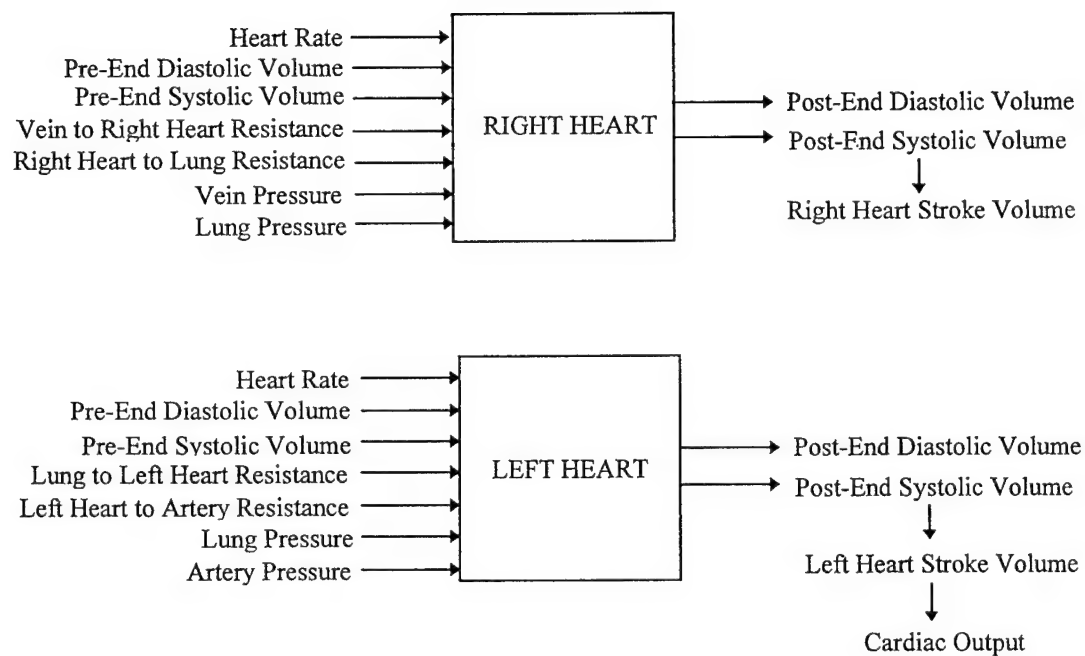 Heart Rate
Pre-End Diastolic Volume
Pre-End Systolic Volume
Vein to Right Heart Resistance
Right Heart to Lung Resistance
Vein Pressure
Lung Pressure
RIGHT HEART
Post-End Diastolic Volume
Post-End Systolic Volume
Right Heart Stroke Volume
Heart Rate
Pre-End Diastolic Volume
Pre-End Systolic Volume
Lung to Left Heart Resistance
Left Heart to Artery Resistance
Lung Pressure
Artery Pressure
LEFT HEART
Post-End Diastolic Volume
Post-End Systolic Volume
Left Heart Stroke Volume
Cardiac Output